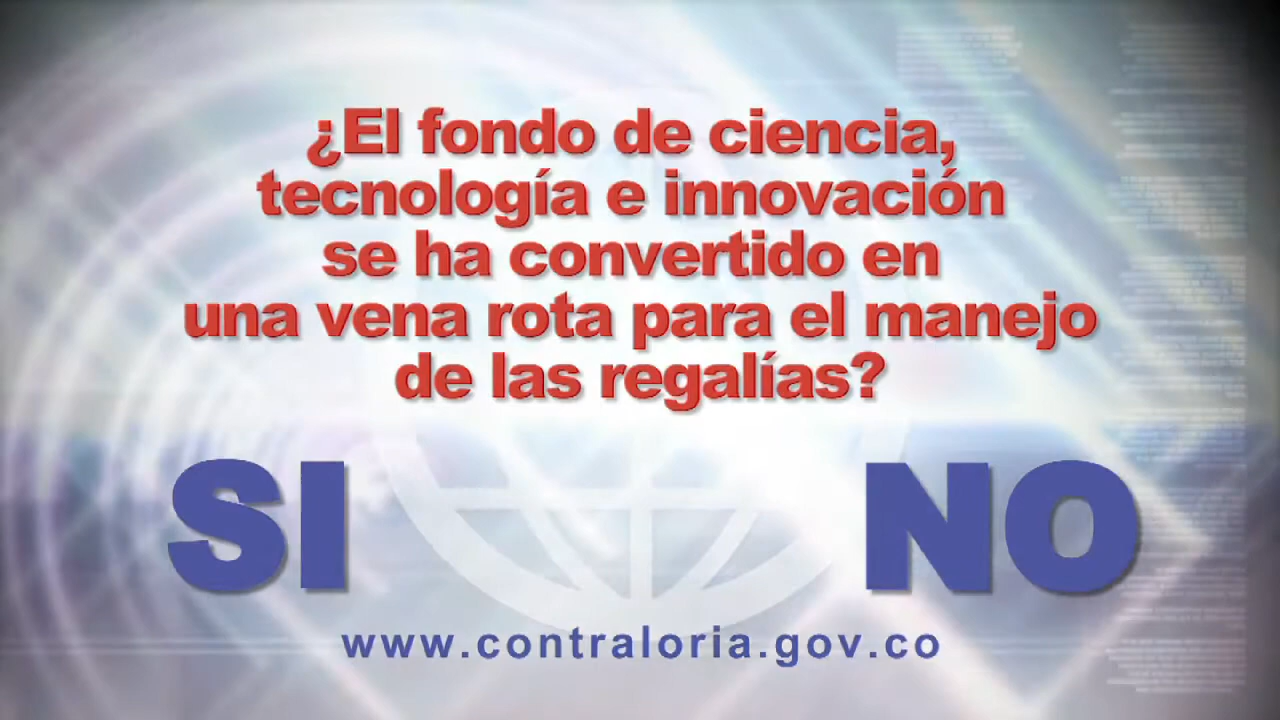 ¿El fondo de ciencia,
tecnología e innovación
se ha convertido en
una vena rota para el manejo
de las regalías?
SI NO
www.contraloria.gov.co